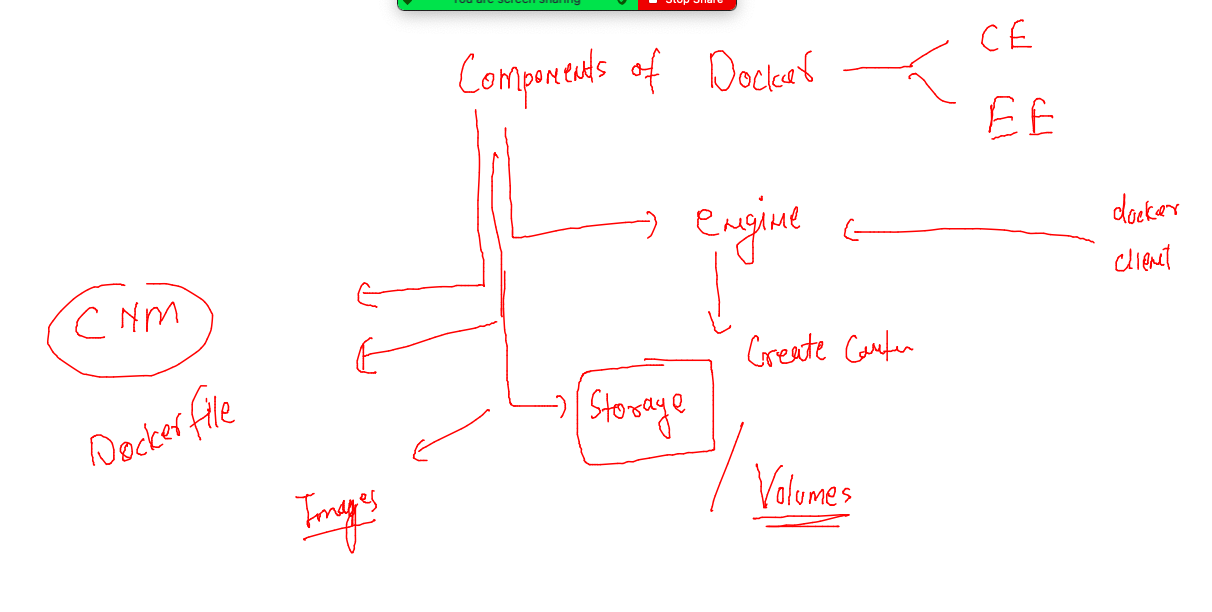 You are screen sharing Stop Share
Components of Docker
CE
EE
Engine
docker
client
CNM
Create
Storage
Dockerfile
Images
/ Volumes